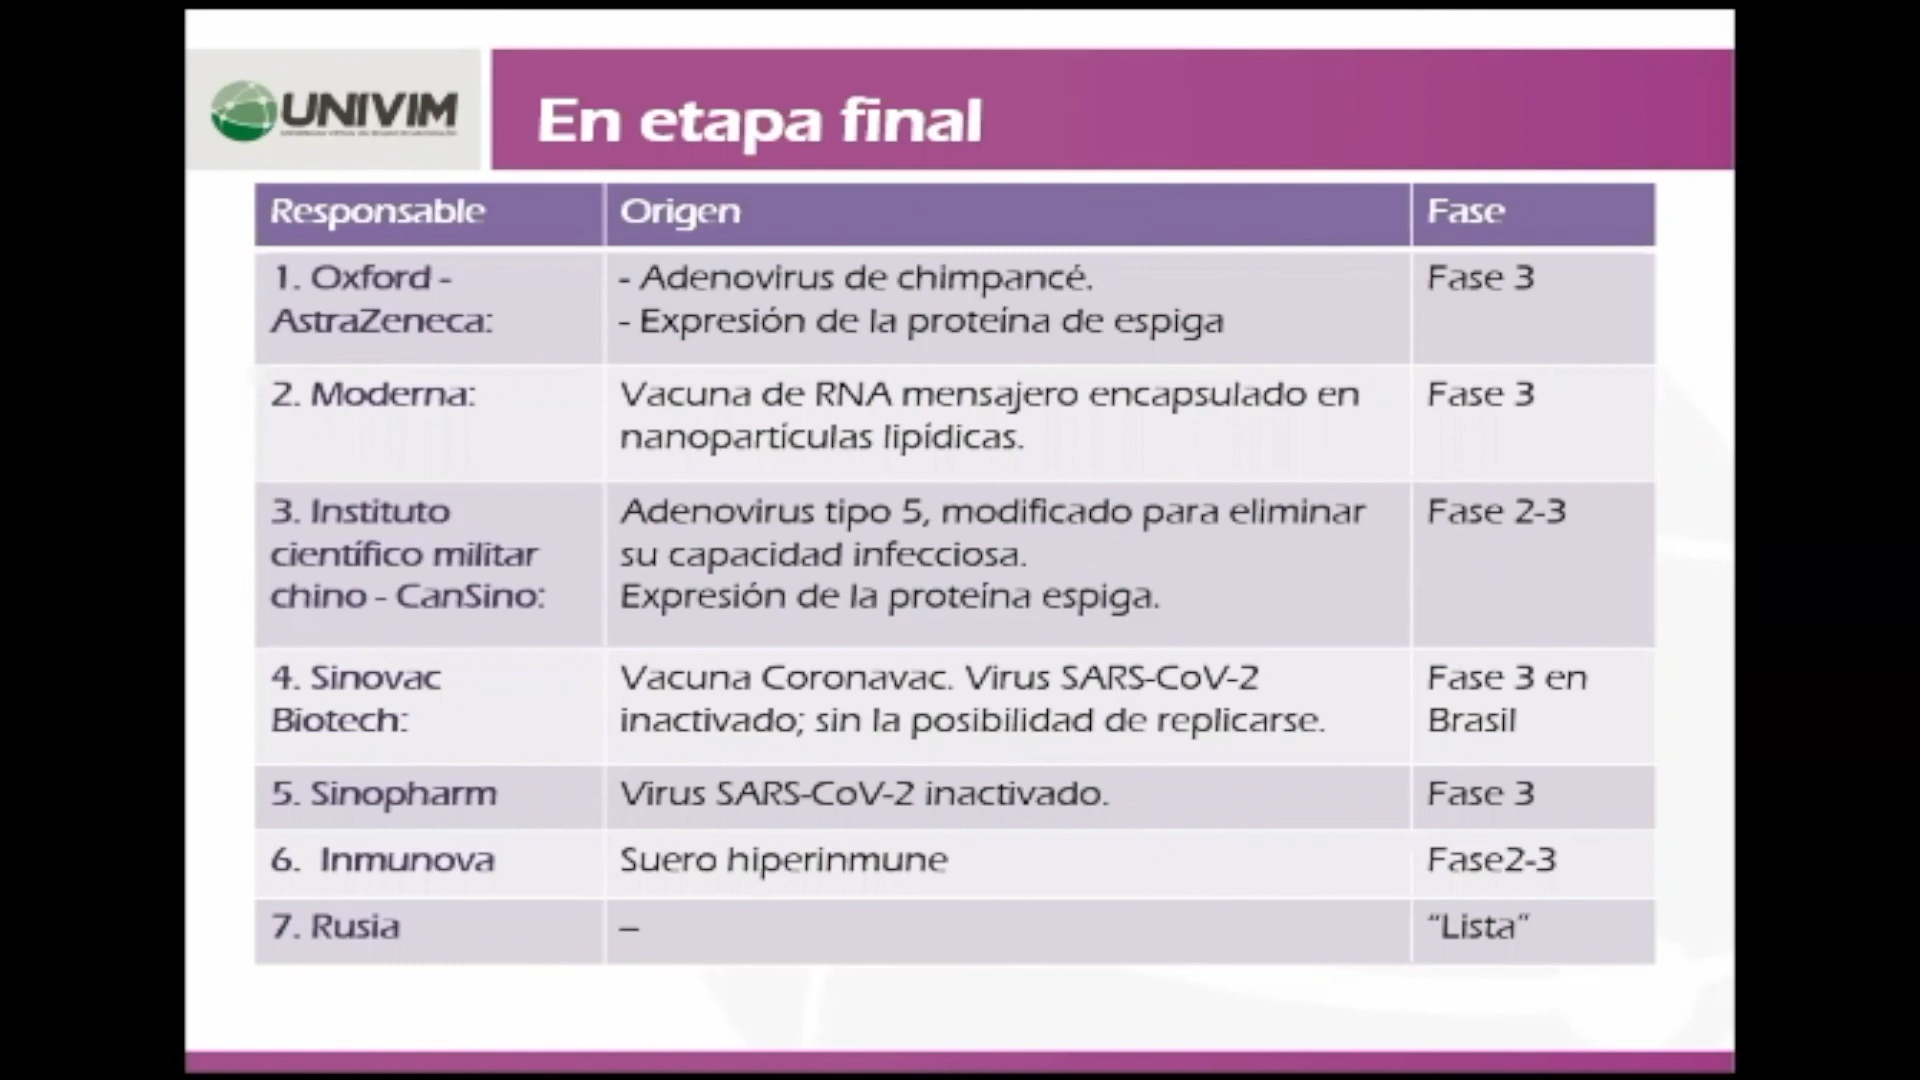 UNIVIM
En etapa final
Responsable Origen Fase
1. Oxford - AstraZeneca:
- Adenovirus de chimpancé.
- Expresión de la proteína de espiga
Fase 3
2. Moderna:
Vacuna de RNA mensajero encapsulado en
nanopartículas lipídicas.
Fase 3
3. Instituto
científico militar
chino - CanSino:
Adenovirus tipo 5, modificado para eliminar
su capacidad infecciosa.
Expresión de la proteína espiga.
Fase 2-3
4. Sinovac
Biotech:
Vacuna Coronavac. Virus SARS-CoV-2
inactivado; sin la posibilidad de replicarse.
Fase 3 en
Brasil
5. Sinopharm
Virus SARS-CoV-2 inactivado.
Fase 3
6. Inmunova
Suero hiperinmune
Fase2-3
7. Rusia
–
“Lista”